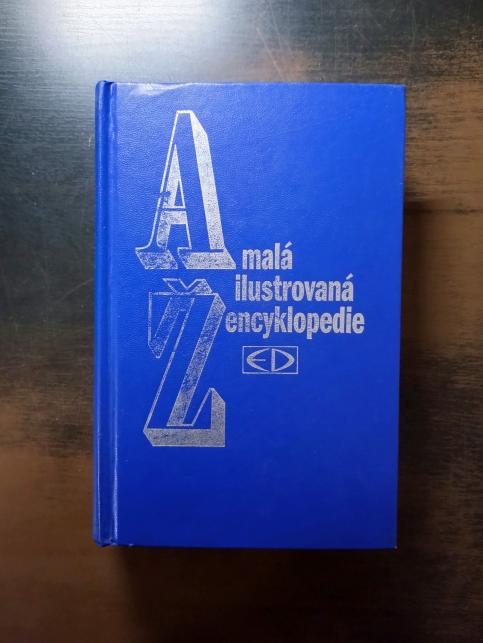 A
malá
ilustrovaná
Ž
encyklopedie
ED